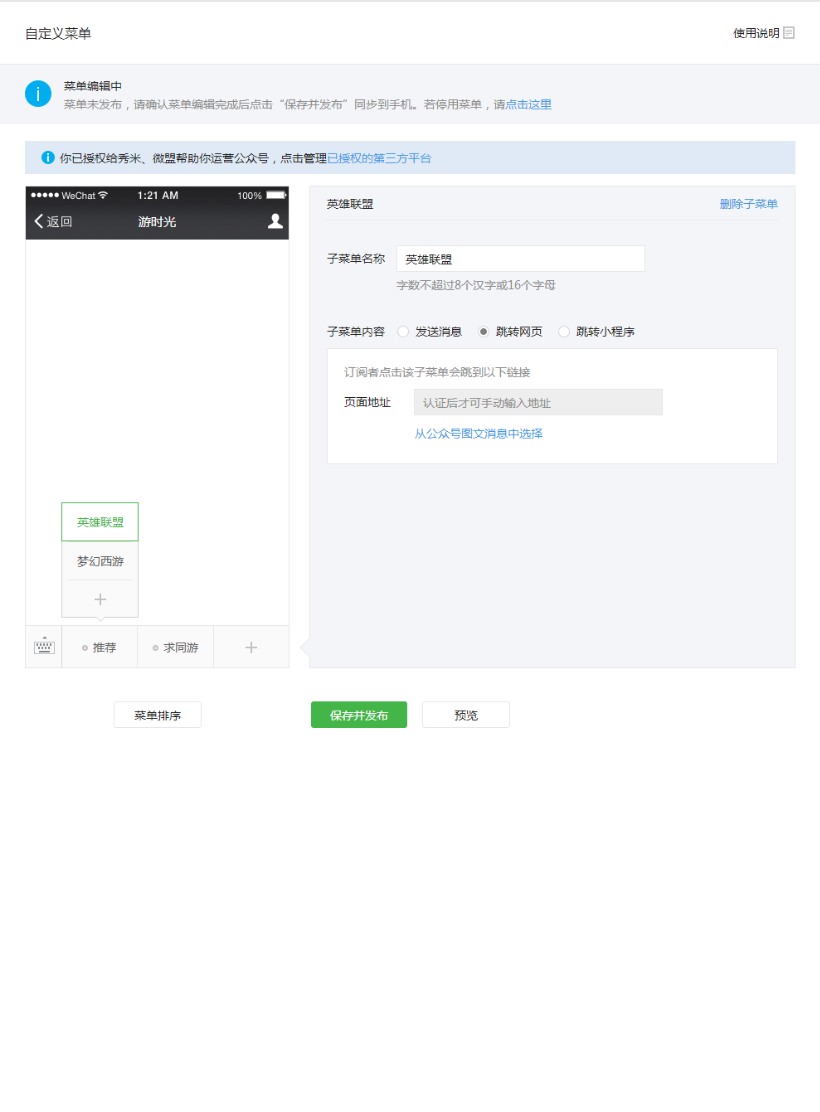 自定义菜单
使用说明
菜单编辑中
菜单未发布，请确认菜单编辑完成后点击“保存并发布”同步到手机。若停用菜单，请点击这里
你已授权给秀米、微盟帮助你运营公众号，点击管理已授权的第三方平台
WeChat 1:21 AM 100%
返回 游时光
英雄联盟 删除子菜单
子菜单名称 英雄联盟
字数不超过8个汉字或16个字母
子菜单内容 发送消息 跳转网页 跳转小程序
订阅者点击该子菜单会跳到以下链接
页面地址 认证后才可手动输入地址
从公众号图文消息中选择
英雄联盟
梦幻西游
推荐 求同游
菜单排序 保存并发布 预览